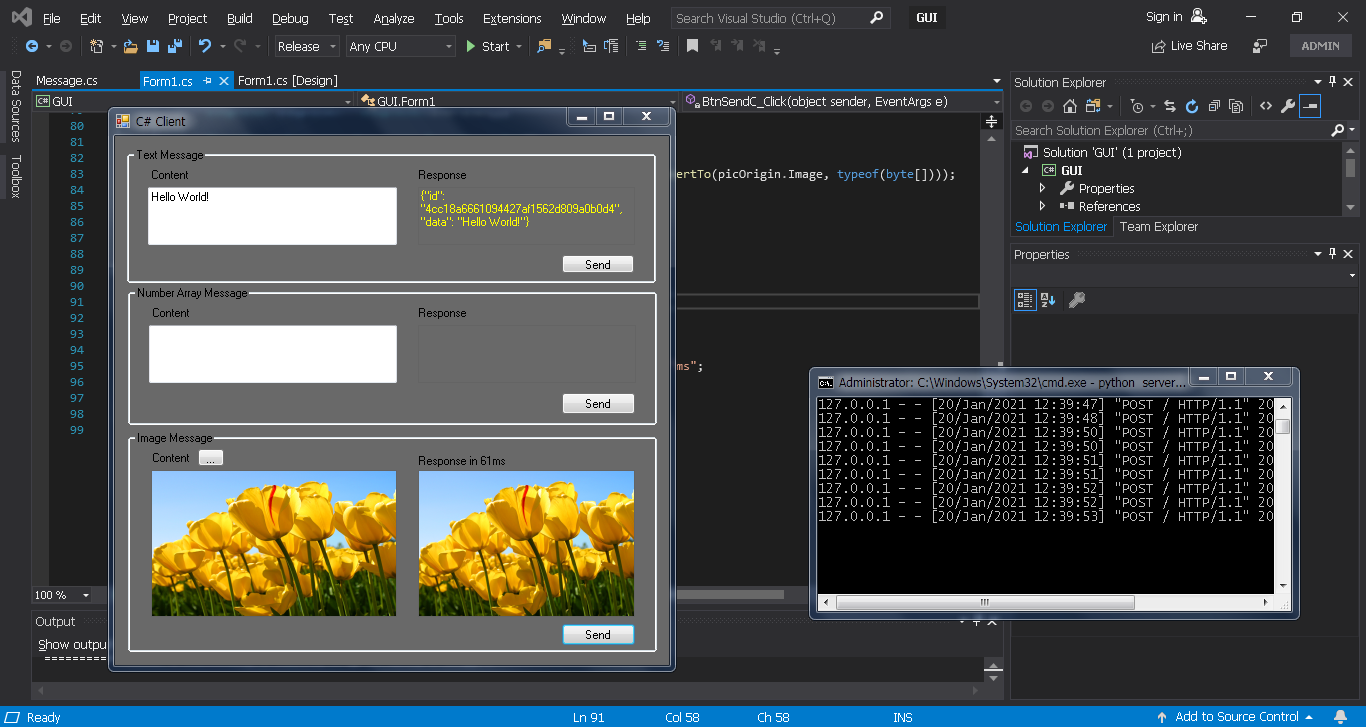 File Edit View Project Build Debug Test Analyze Tools Extensions Window Help Search Visual Studio (Ctrl+Q) GUI Sign in
Release Any CPU Start Live Share ADMIN
Data Sources
Toolbox
Message.cs Form1.cs Form1.cs [Design]
C# GUI GUI.Form1 BtnSendC_Click(object sender, EventArgs e)
80
81
82
83 ertTo(picOrigin.Image, typeof(byte[]));
84
85
86
87
88
89
90
91
92
93
94
95 ms";
96
97
98
99
100 %
Output
Show outpu
==========
C# Client
Text Message
Content Response
Hello World!
{"id":
"4cc18a6661094427af1562d809a0b0d4",
"data": "Hello World!"}
Send
Number Array Message
Content Response
Send
Image Message
Content ... Response in 61ms
Send
Solution Explorer
Search Solution Explorer (Ctrl+;)
Solution 'GUI' (1 project)
C# GUI
Properties
References
Solution Explorer Team Explorer
Properties
C:\. Administrator: C:\Windows\System32\cmd.exe - python server...
127.0.0.1 - - [20/Jan/2021 12:39:47] "POST / HTTP/1.1" 20
127.0.0.1 - - [20/Jan/2021 12:39:48] "POST / HTTP/1.1" 20
127.0.0.1 - - [20/Jan/2021 12:39:50] "POST / HTTP/1.1" 20
127.0.0.1 - - [20/Jan/2021 12:39:50] "POST / HTTP/1.1" 20
127.0.0.1 - - [20/Jan/2021 12:39:51] "POST / HTTP/1.1" 20
127.0.0.1 - - [20/Jan/2021 12:39:51] "POST / HTTP/1.1" 20
127.0.0.1 - - [20/Jan/2021 12:39:52] "POST / HTTP/1.1" 20
127.0.0.1 - - [20/Jan/2021 12:39:52] "POST / HTTP/1.1" 20
127.0.0.1 - - [20/Jan/2021 12:39:53] "POST / HTTP/1.1" 20
Ready Ln 91 Col 58 Ch 58 INS Add to Source Control